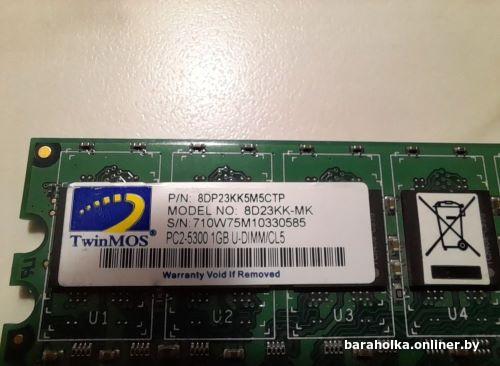 P/N: 8DP23KK5M5CTP
MODEL NO: 8D23KK-MK
S/N:710W75M10330585
PC2-5300 1GB U-DIMM/CL5
TwinMOS®
Warranty Void If Removed
U1
U2
U3
U4
baraholka.onliner.by